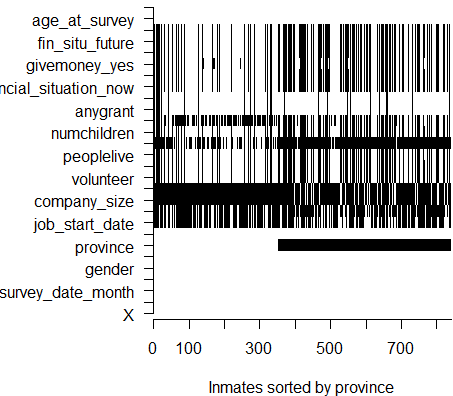 age_at_survey
fin_situ_future
givemoney_yes
ncial_situation_now
anygrant
numchildren
peoplelive
volunteer
company_size
job_start_date
province
gender
survey_date_month
X
0 100 300 500 700
Inmates sorted by province